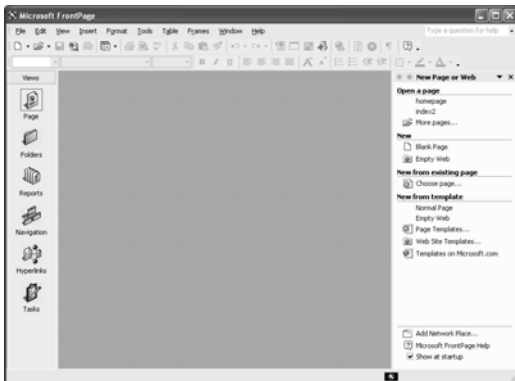 Microsoft FrontPage
File Edit View Insert Format Tools Table Frames Window Help
Type a question for help
B I U
Views
Page
Folders
Reports
Navigation
Hyperlinks
Tasks
New Page or Web
Open a page
homepage
index2
More pages...
New
Blank Page
Empty Web
New from existing page
Choose page...
New from template
Normal Page
Empty Web
Page Templates...
Web Site Templates...
Templates on Microsoft.com
Add Network Place...
Microsoft FrontPage Help
Show at startup